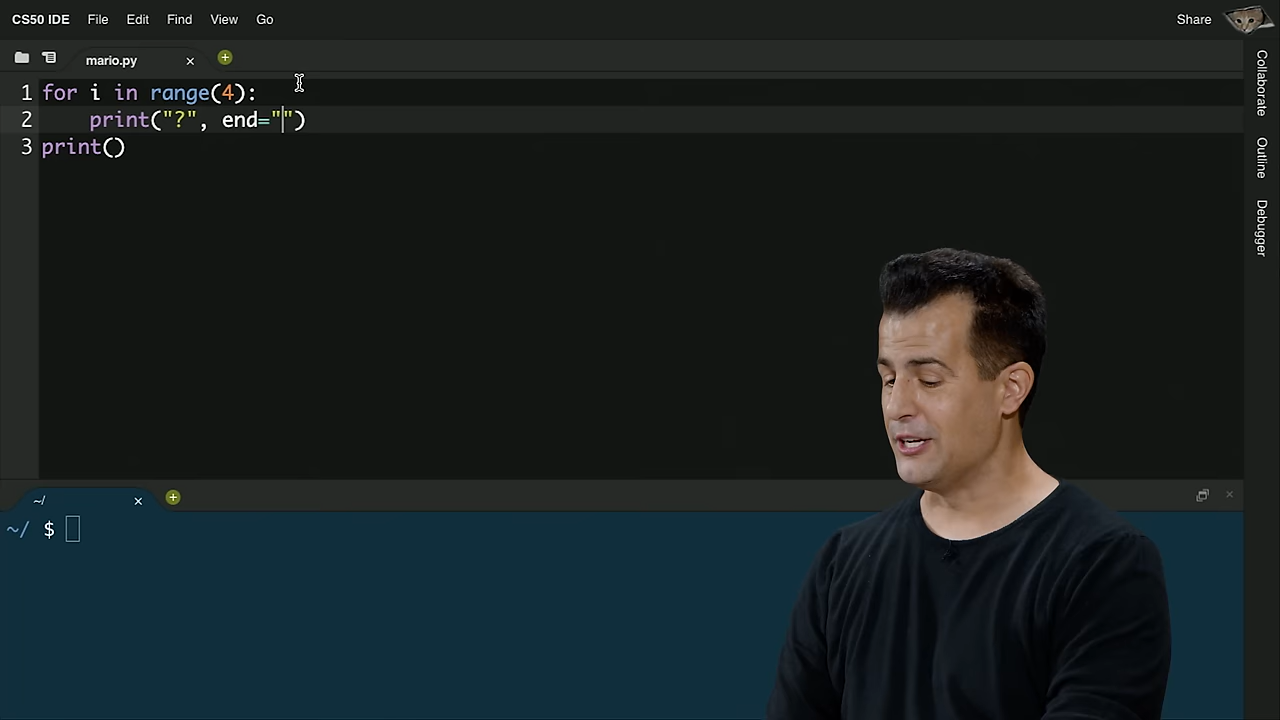 CS50 IDE File Edit Find View Go Share
mario.py
1 for i in range(4):
2     print("?", end="")
3 print()
Collaborate
Outline
Debugger
~/
~/ $